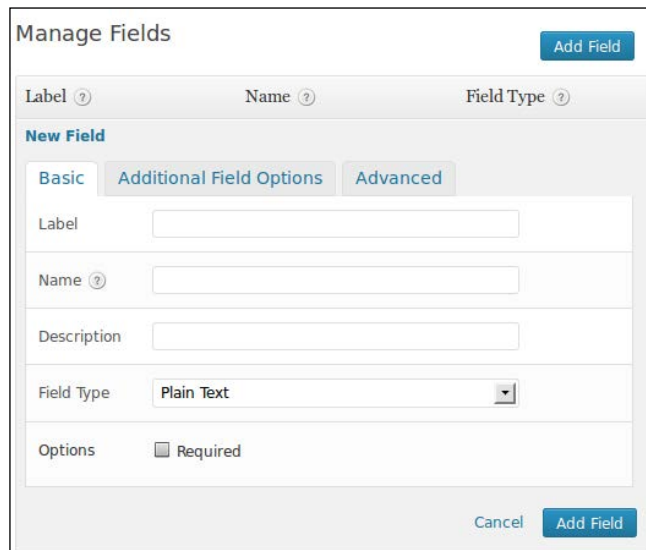 Manage Fields
Add Field
Label ? Name ? Field Type ?
New Field
Basic Additional Field Options Advanced
Label
Name ?
Description
Field Type Plain Text
Options Required
Cancel Add Field